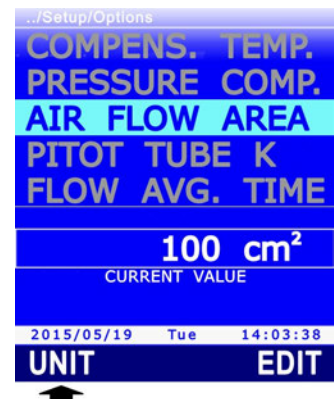 ../Setup/Options
COMPENS. TEMP.
PRESSURE COMP.
AIR FLOW AREA
PITOT TUBE K
FLOW AVG. TIME
100 cm²
CURRENT VALUE
2015/05/19 Tue 14:03:38
UNIT EDIT